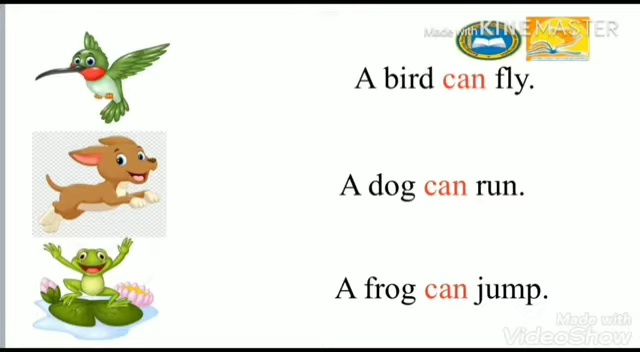 Made with KINEMASTER
A bird can fly.
A dog can run.
A frog can jump.
Made with
VideoShow